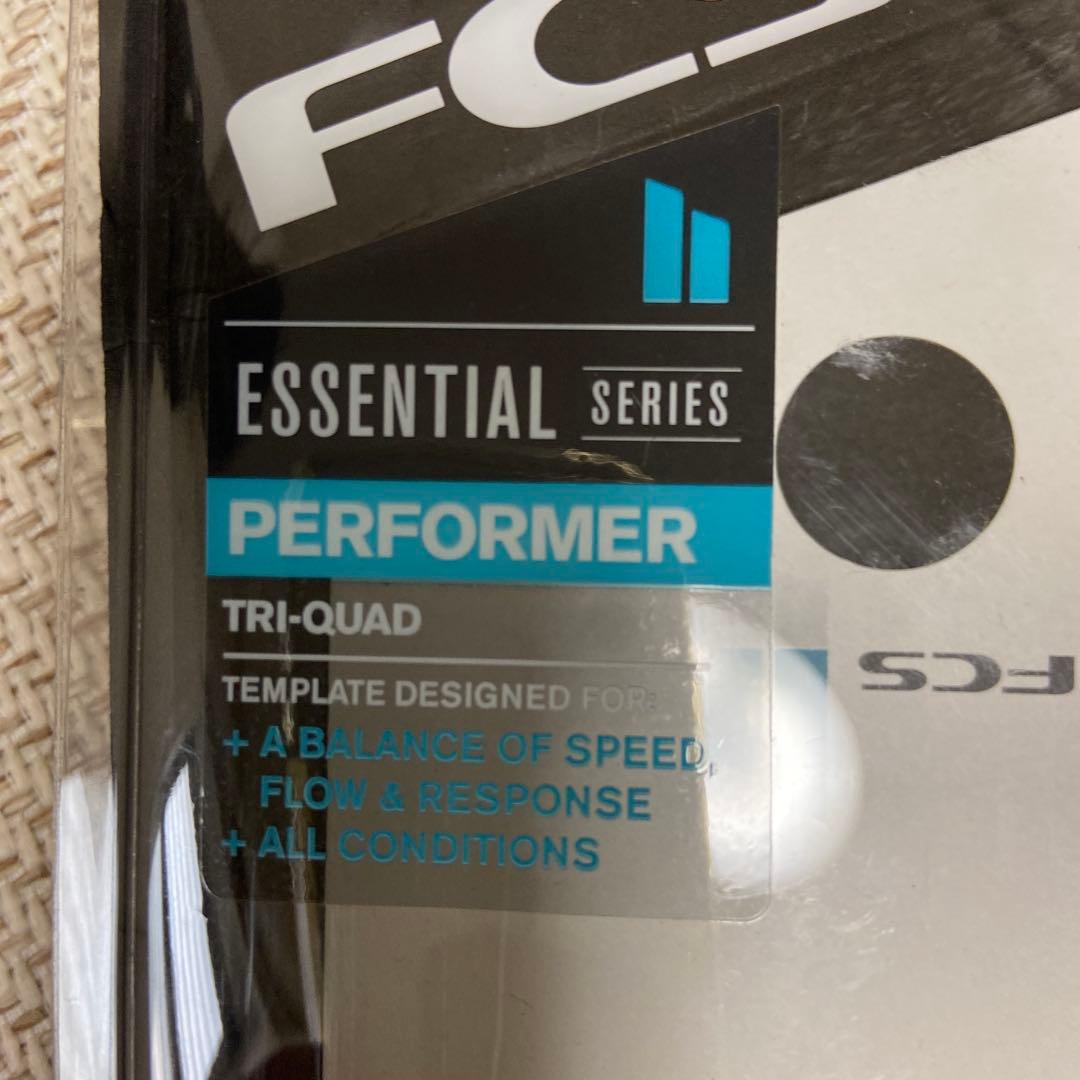 FCS
ESSENTIAL SERIES
PERFORMER
TRI-QUAD
TEMPLATE DESIGNED FOR:
+ A BALANCE OF SPEED,
FLOW & RESPONSE
+ ALL CONDITIONS
FCS